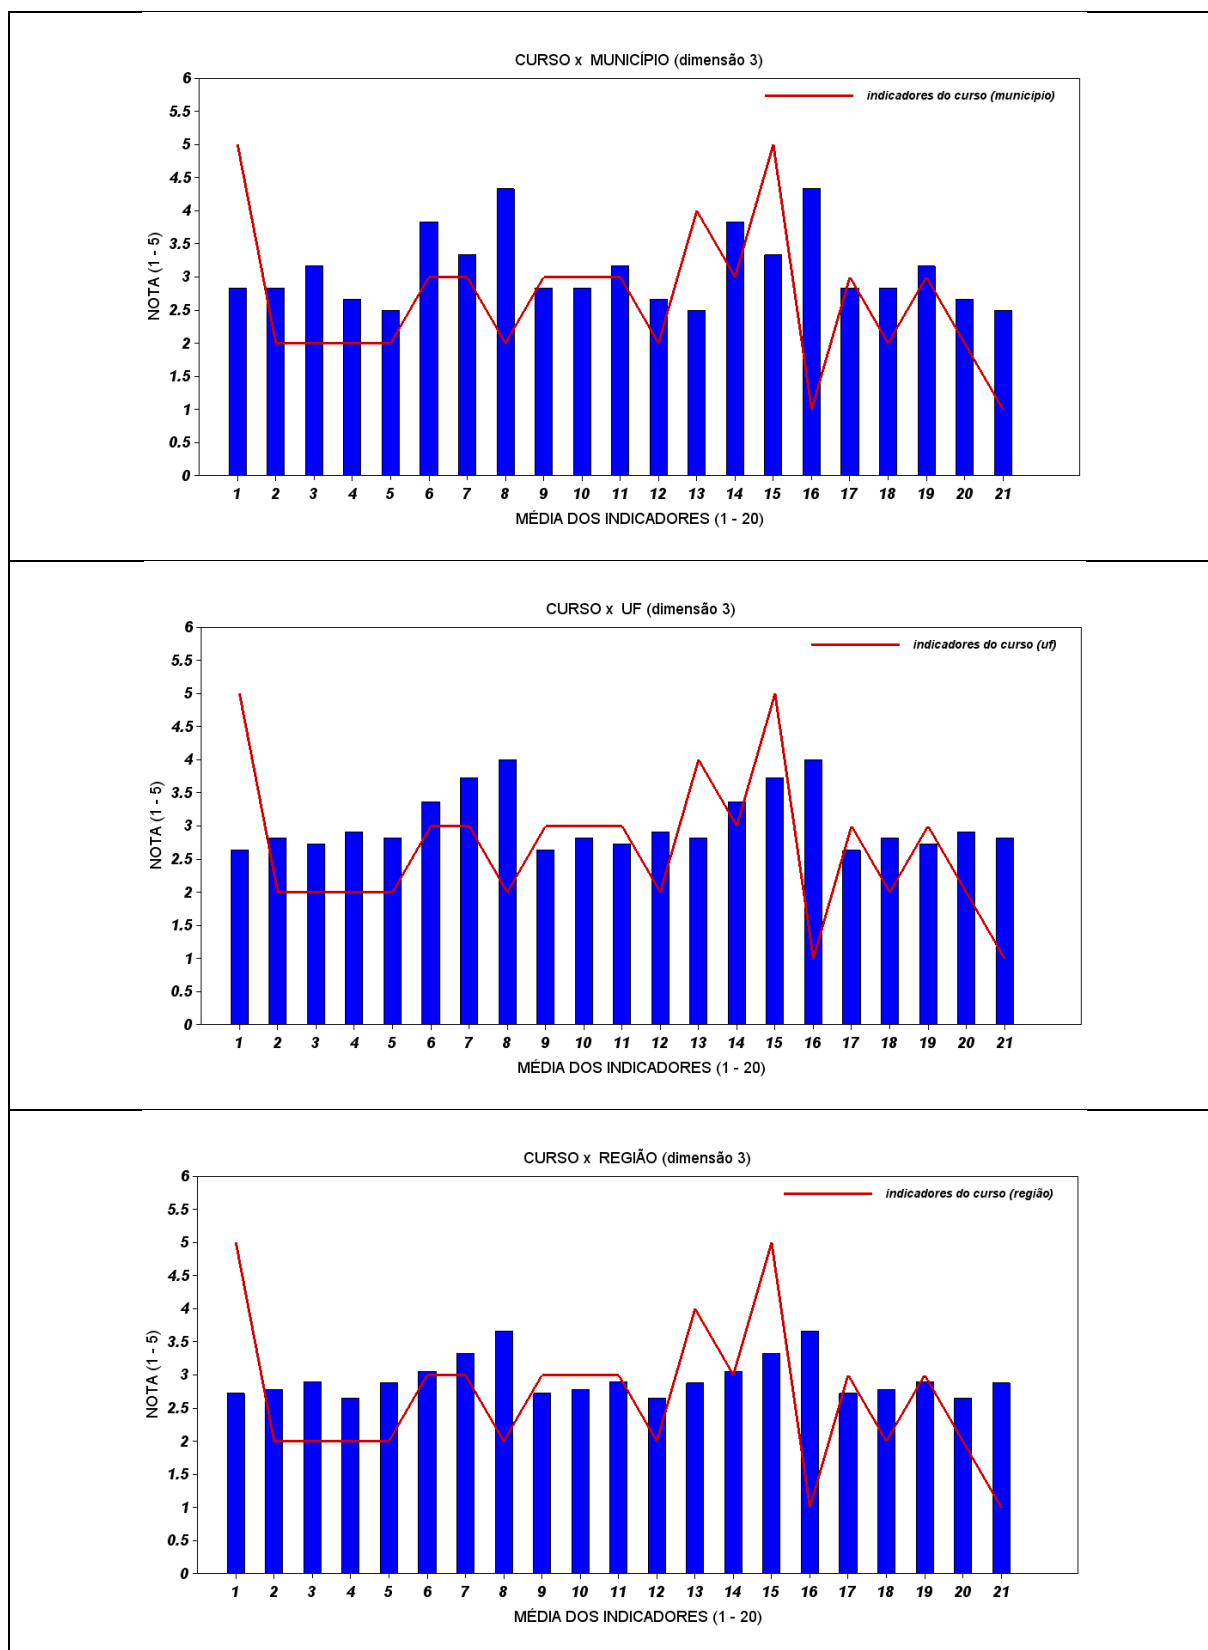 CURSO x MUNICÍPIO (dimensão 3)
indicadores do curso (municipio)
NOTA (1 - 5)
6
5.5
5
4.5
4
3.5
3
2.5
2
1.5
1
0.5
0
1 2 3 4 5 6 7 8 9 10 11 12 13 14 15 16 17 18 19 20 21
MÉDIA DOS INDICADORES (1 - 20)
CURSO x UF (dimensão 3)
indicadores do curso (uf)
NOTA (1 - 5)
6
5.5
5
4.5
4
3.5
3
2.5
2
1.5
1
0.5
0
1 2 3 4 5 6 7 8 9 10 11 12 13 14 15 16 17 18 19 20 21
MÉDIA DOS INDICADORES (1 - 20)
CURSO x REGIÃO (dimensão 3)
indicadores do curso (região)
NOTA (1 - 5)
6
5.5
5
4.5
4
3.5
3
2.5
2
1.5
1
0.5
0
1 2 3 4 5 6 7 8 9 10 11 12 13 14 15 16 17 18 19 20 21
MÉDIA DOS INDICADORES (1 - 20)